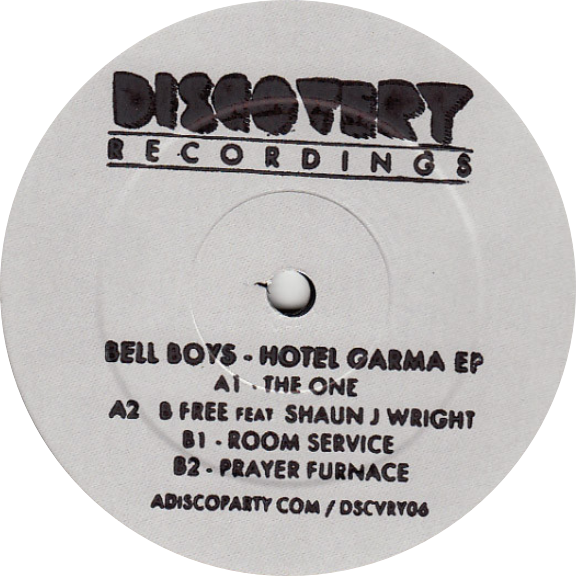 DISCOVERY
RECORDINGS
BELL BOYS - HOTEL GARMA EP
A1 - THE ONE
A2 B FREE FEAT SHAUN J WRIGHT
B1 - ROOM SERVICE
B2 - PRAYER FURNACE
ADISCOPARTY COM / DSCVRY06